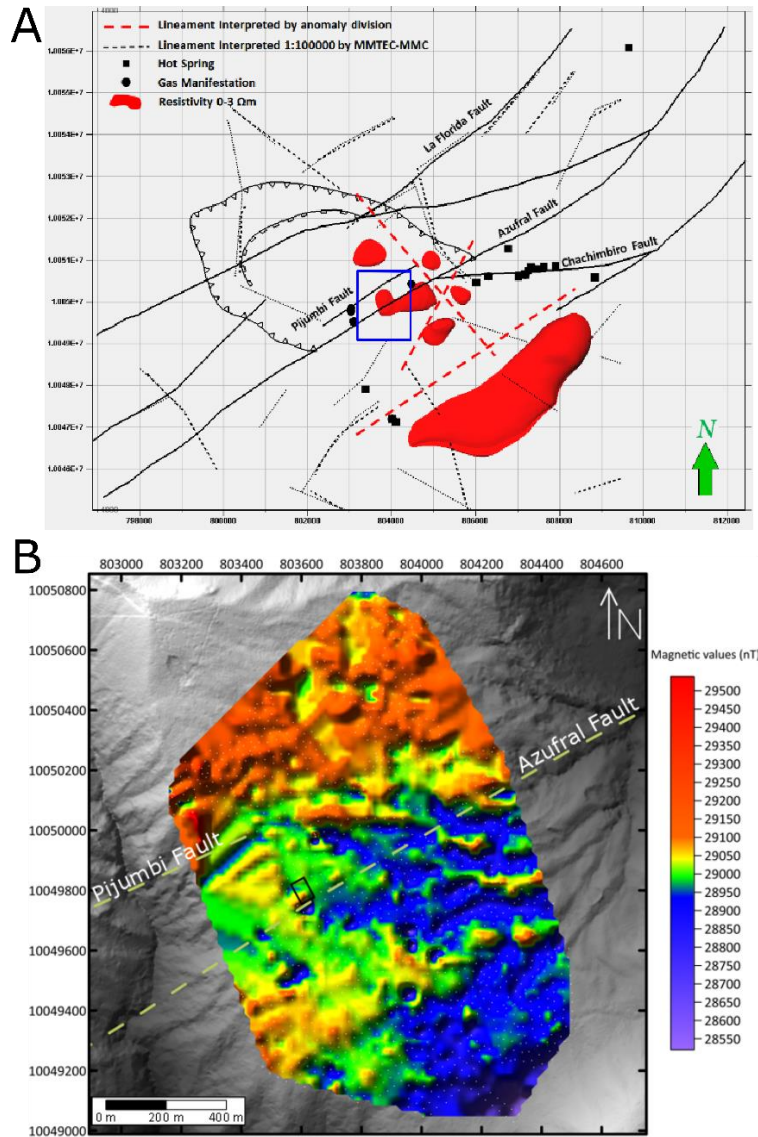 A
Lineament interpreted by anomaly division
Lineament Interpreted 1:100000 by MMTEC-MMC
Hot Spring
Gas Manifestation
Resistivity 0-3 Ωm
1.0056E+7
1.0055E+7
1.0054E+7
1.0053E+7
1.0052E+7
1.0051E+7
1.005E+7
1.0049E+7
1.0048E+7
1.0047E+7
1.0046E+7
La Florida Fault
Azufral Fault
Chachimbiro Fault
Pijumbi Fault
N
798000 800000 802000 804000 806000 808000 810000 812000
B
803000 803200 803400 803600 803800 804000 804200 804400 804600
10050800
10050600
10050400
10050200
10050000
10049800
10049600
10049400
10049200
10049000
N
Azufral Fault
Pijumbi Fault
0 m 200 m 400 m
Magnetic values (nT)
29500
29450
29400
29350
29300
29250
29200
29150
29100
29050
29000
28950
28900
28850
28800
28750
28700
28650
28600
28550